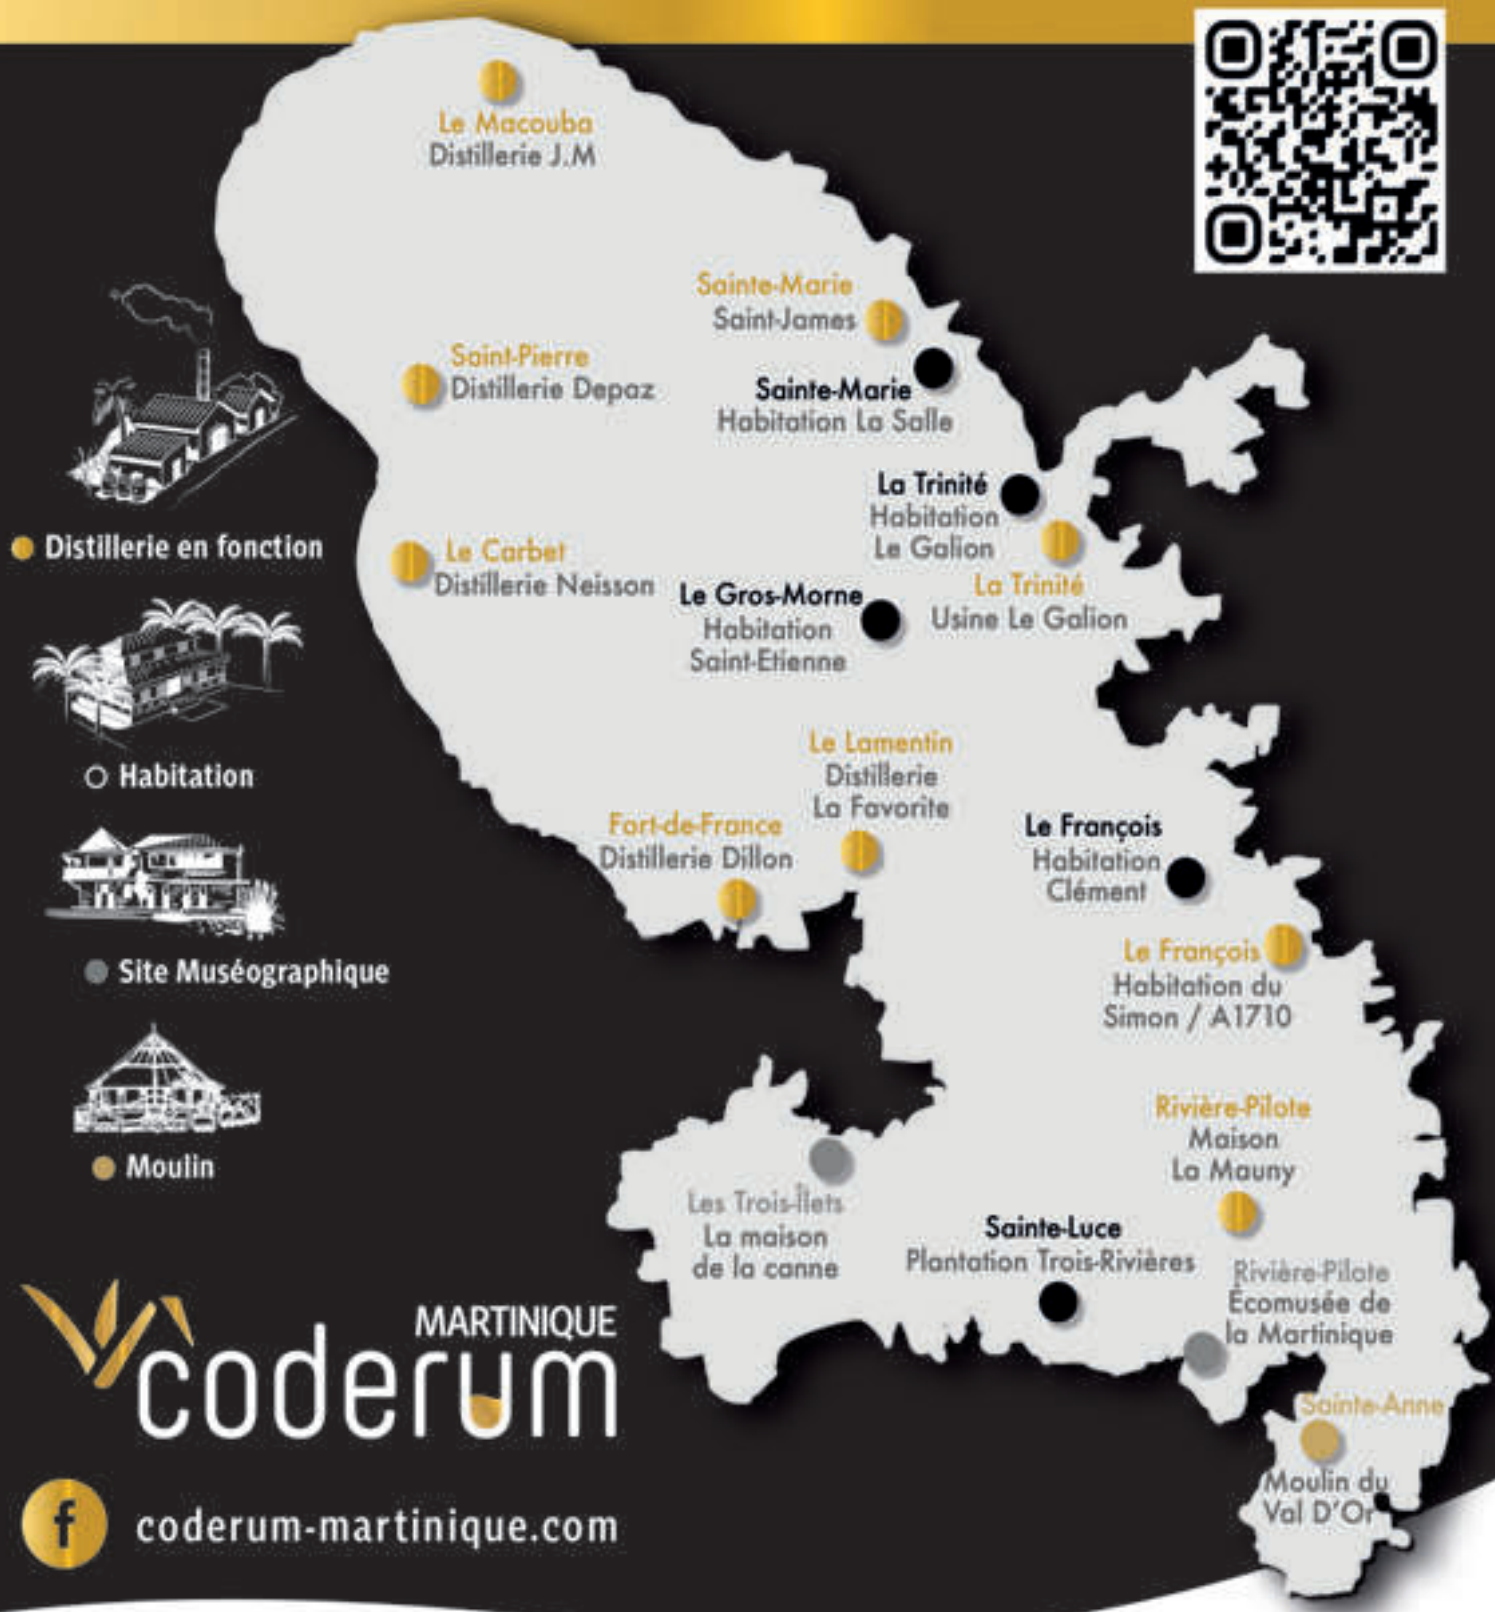 Le Macouba
Distillerie J.M
Sainte-Marie
Saint-James
Saint-Pierre
Distillerie Depaz
Sainte-Marie
Habitation La Salle
La Trinité
Habitation
Le Galion
Distillerie en fonction
Le Carbet
Distillerie Neisson
La Trinité
Usine Le Galion
Le Gros-Morne
Habitation
Saint-Etienne
Habitation
Le Lamentin
Distillerie
La Favorite
Fort-de-France
Distillerie Dillon
Le François
Habitation
Clément
Site Muséographique
Le François
Habitation du
Simon / A1710
Moulin
Rivière-Pilote
Maison
La Mauny
Les Trois-Îlets
La maison
de la canne
Sainte-Luce
Plantation Trois-Rivières
Rivière-Pilote
Écomusée de
la Martinique
Sainte-Anne
Moulin du
Val D'Or
MARTINIQUE
coderum
f
coderum-martinique.com